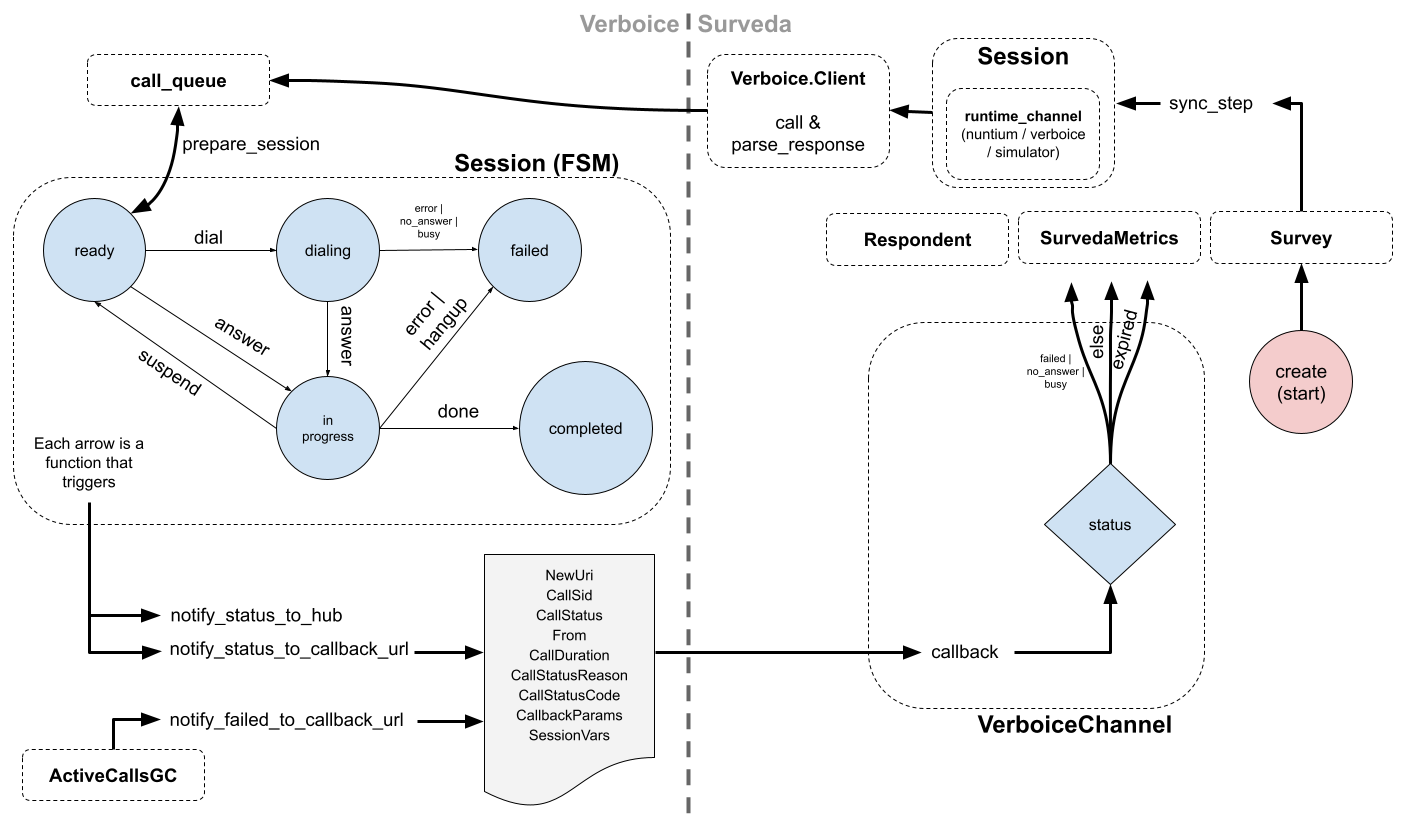 Verboice
Surveda
call_queue
prepare_session
Verboice.Client
call &
parse_response
Session
runtime_channel
(nuntium / verboice
/ simulator)
sync_step
Session (FSM)
ready
dial
dialing
error |
no_answer |
busy
failed
answer
suspend
answer
error |
hangup
in
progress
done
completed
Each arrow is a
function that
triggers
Respondent
SurvedaMetrics
Survey
failed |
no_answer |
busy
else
expired
create
(start)
status
notify_status_to_hub
notify_status_to_callback_url
notify_failed_to_callback_url
ActiveCallsGC
NewUri
CallSid
CallStatus
From
CallDuration
CallStatusReason
CallStatusCode
CallbackParams
SessionVars
callback
VerboiceChannel